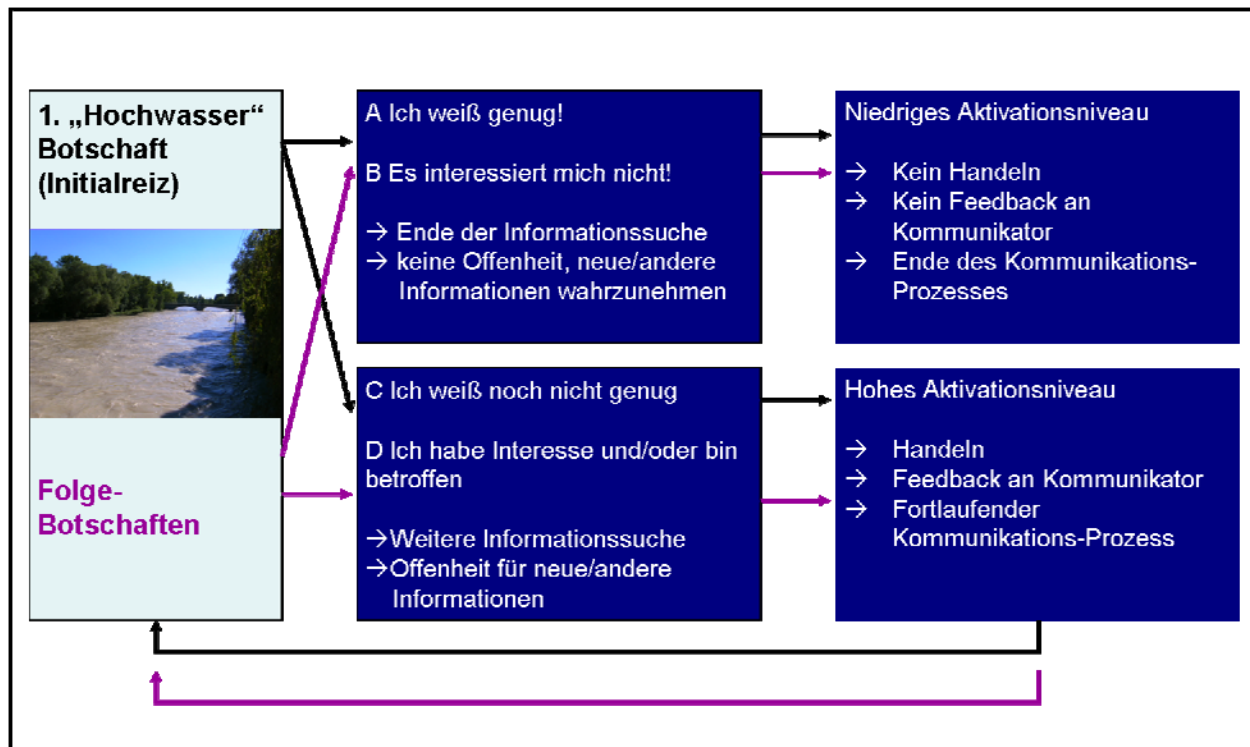 1. „Hochwasser“
Botschaft
(Initialreiz)
Folge-
Botschaften
A Ich weiß genug!
B Es interessiert mich nicht!
→ Ende der Informationssuche
→ keine Offenheit, neue/andere
Informationen wahrzunehmen
C Ich weiß noch nicht genug
D Ich habe Interesse und/oder bin
betroffen
→Weitere Informationssuche
→Offenheit für neue/andere
Informationen
Niedriges Aktivationsniveau
→ Kein Handeln
→ Kein Feedback an
Kommunikator
→ Ende des Kommunikations-
Prozesses
Hohes Aktivationsniveau
→ Handeln
→ Feedback an Kommunikator
→ Fortlaufender
Kommunikations-Prozess